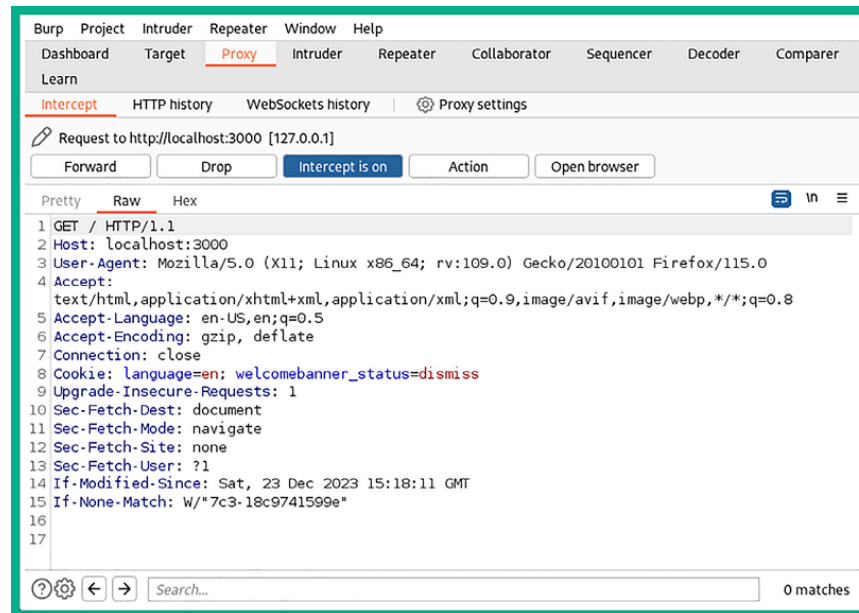 Burp Project Intruder Repeater Window Help
Dashboard Target Proxy Intruder Repeater Collaborator Sequencer Decoder Comparer
Learn
Intercept HTTP history WebSockets history Proxy settings
Request to http://localhost:3000 [127.0.0.1]
Forward Drop Intercept is on Action Open browser
Pretty Raw Hex \n
1 GET / HTTP/1.1
2 Host: localhost:3000
3 User-Agent: Mozilla/5.0 (X11; Linux x86_64; rv:109.0) Gecko/20100101 Firefox/115.0
4 Accept:
text/html,application/xhtml+xml,application/xml;q=0.9,image/avif,image/webp,*/*;q=0.8
5 Accept-Language: en-US,en;q=0.5
6 Accept-Encoding: gzip, deflate
7 Connection: close
8 Cookie: language=en; welcomebanner_status=dismiss
9 Upgrade-Insecure-Requests: 1
10 Sec-Fetch-Dest: document
11 Sec-Fetch-Mode: navigate
12 Sec-Fetch-Site: none
13 Sec-Fetch-User: ?1
14 If-Modified-Since: Sat, 23 Dec 2023 15:18:11 GMT
15 If-None-Match: W/"7c3-18c9741599e"
16
17
Search... 0 matches